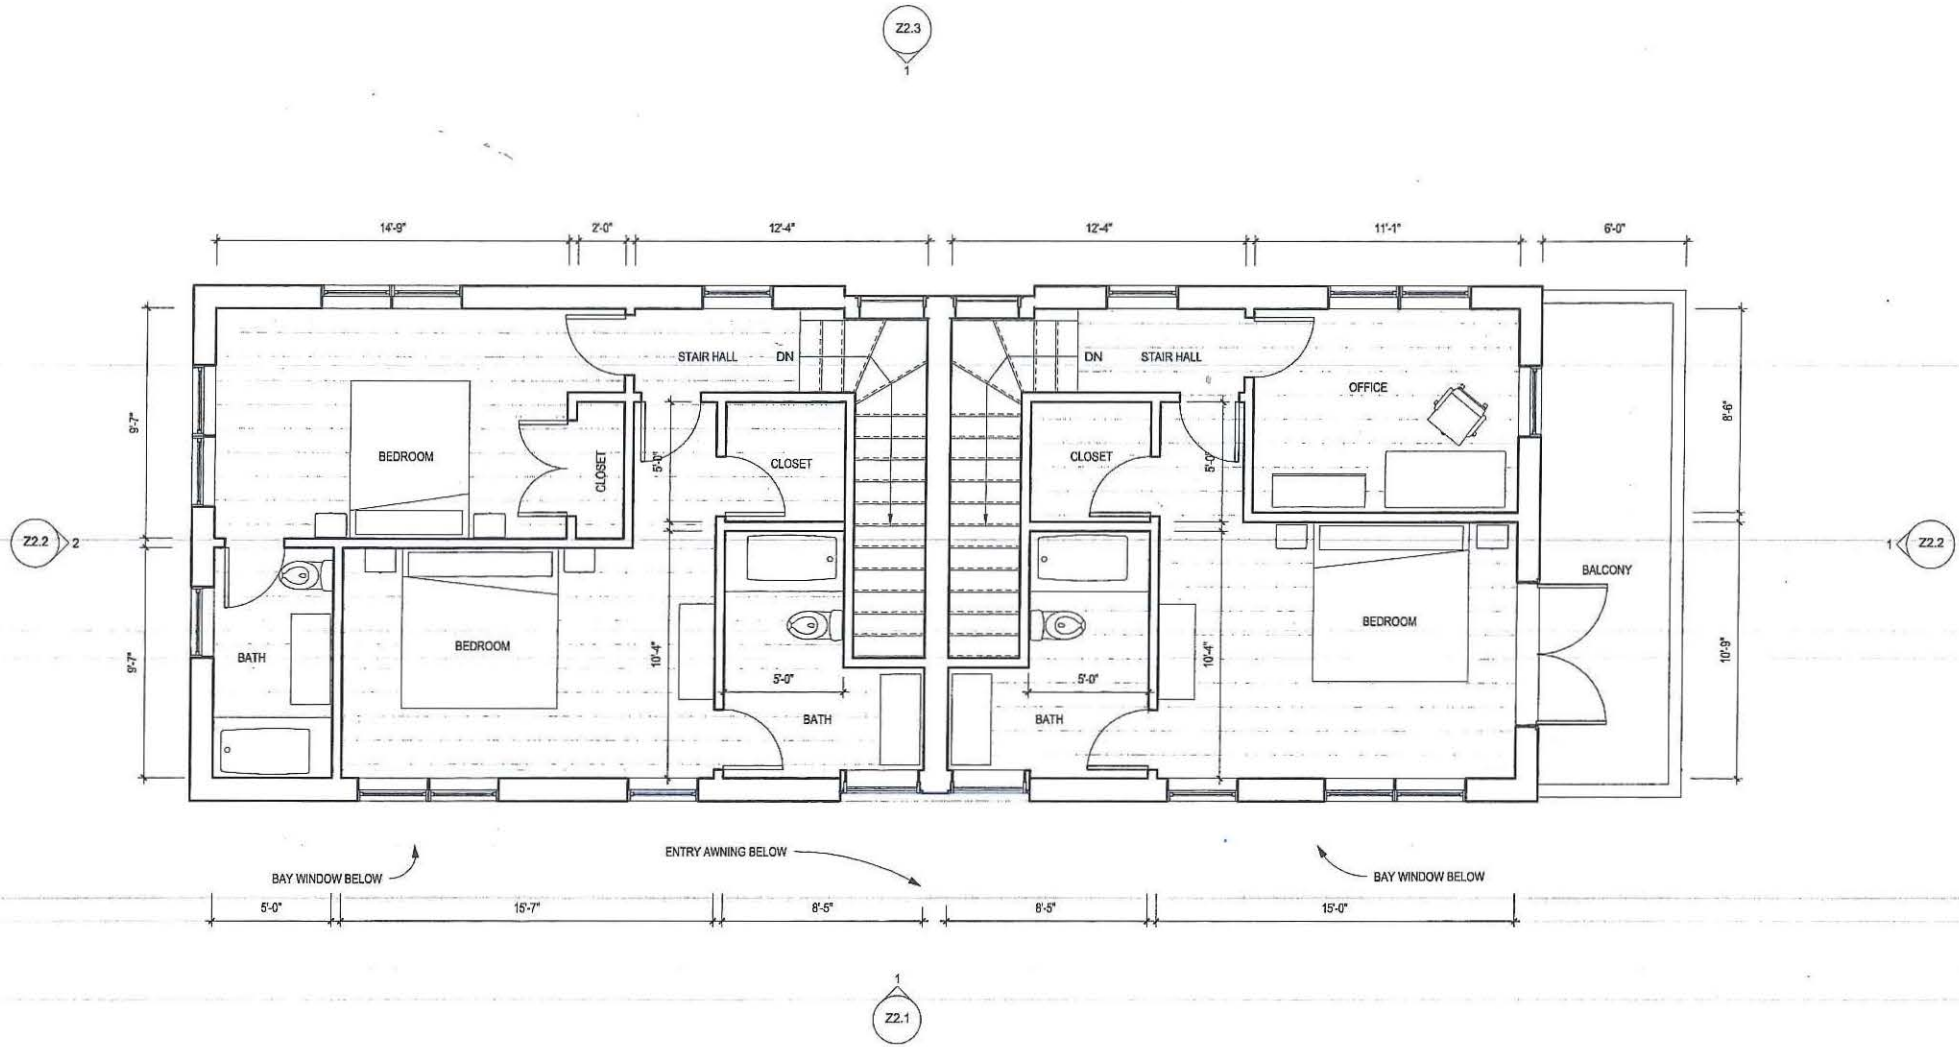 Z2.3
1
14'-9"
2'-0"
12'-4"
12'-4"
11'-1"
6'-0"
STAIR HALL
DN
DN
STAIR HALL
OFFICE
9'-7"
8'-6"
BEDROOM
CLOSET
5'-0"
CLOSET
CLOSET
5'-0"
Z2.2
2
1
Z2.2
BALCONY
BEDROOM
BEDROOM
BATH
9'-7"
10'-4"
10'-4"
10'-9"
5'-0"
5'-0"
BATH
BATH
ENTRY AWNING BELOW
BAY WINDOW BELOW
BAY WINDOW BELOW
5'-0"
15'-7"
8'-5"
8'-5"
15'-0"
1
Z2.1